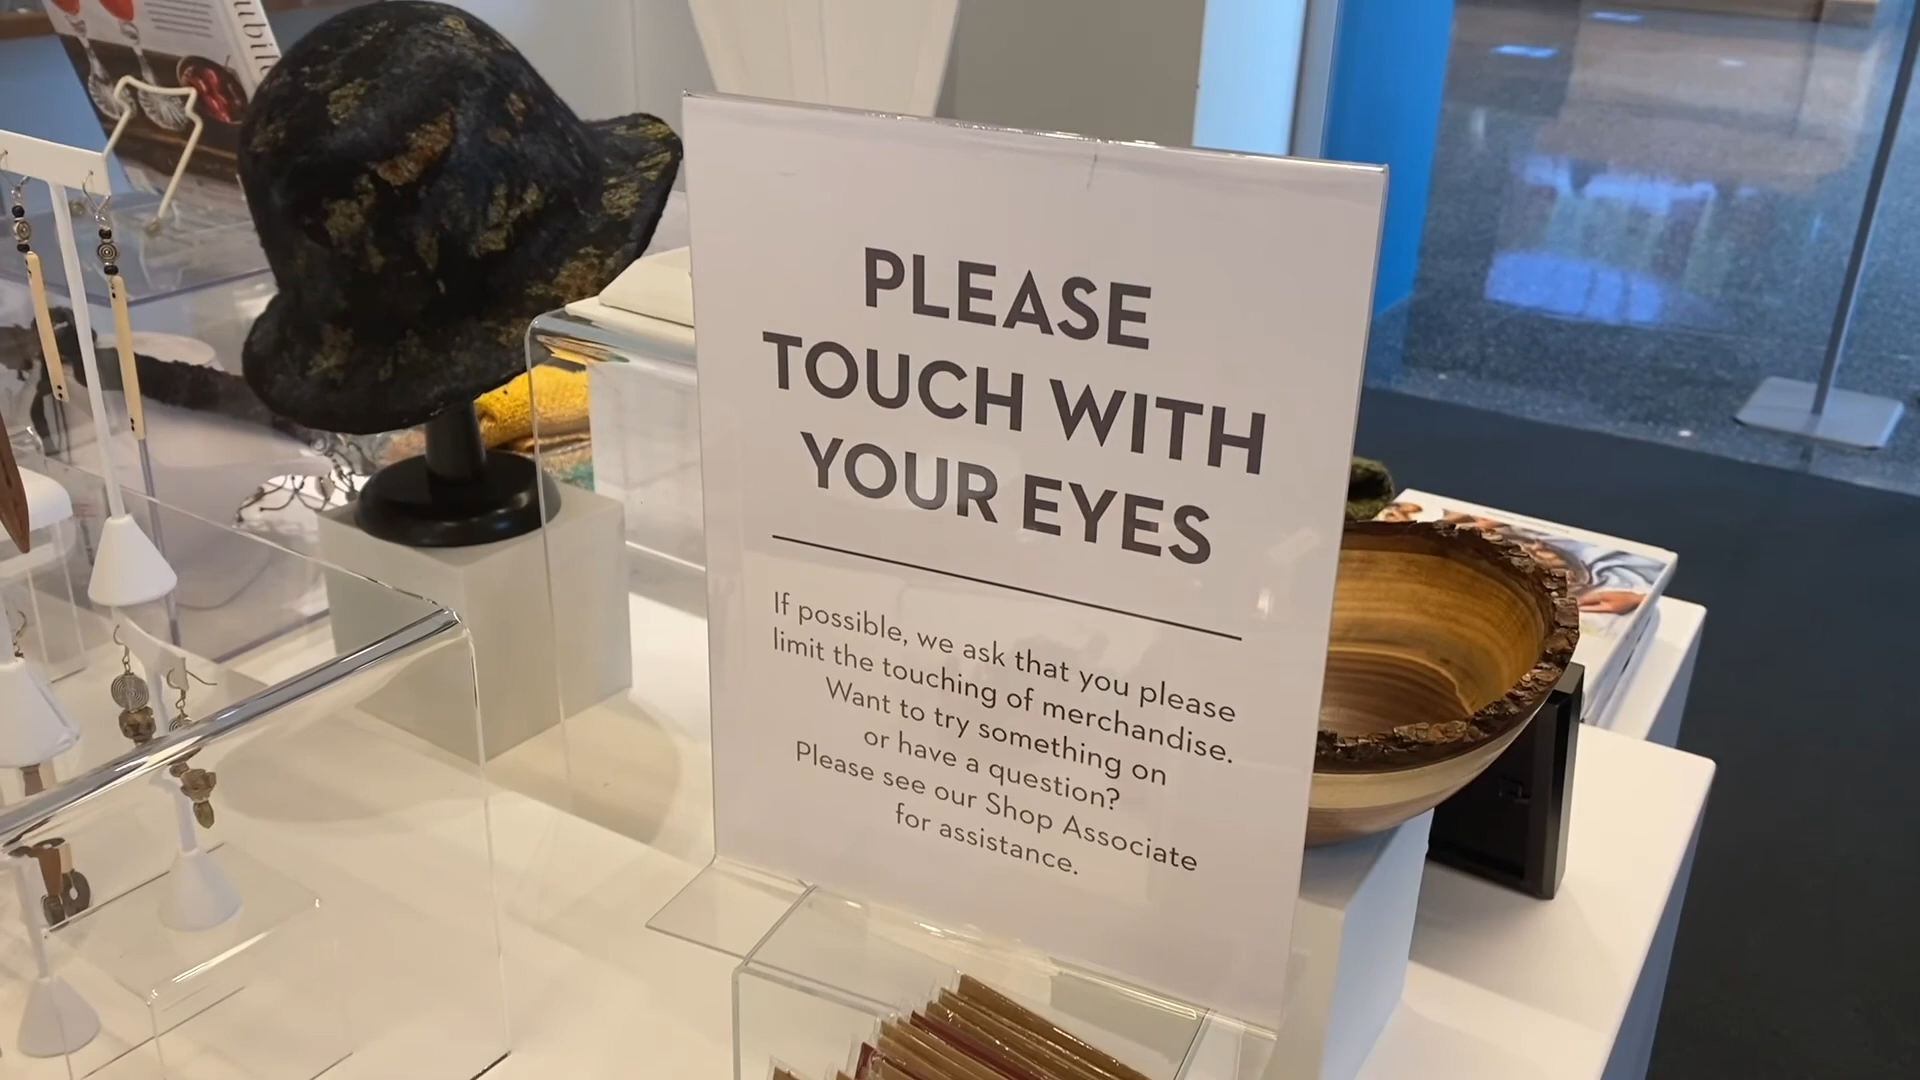 ubil
PLEASE
TOUCH WITH
YOUR EYES
If possible, we ask that you please
limit the touching of merchandise.
Want to try something on
or have a question?
Please see our Shop Associate
for assistance.